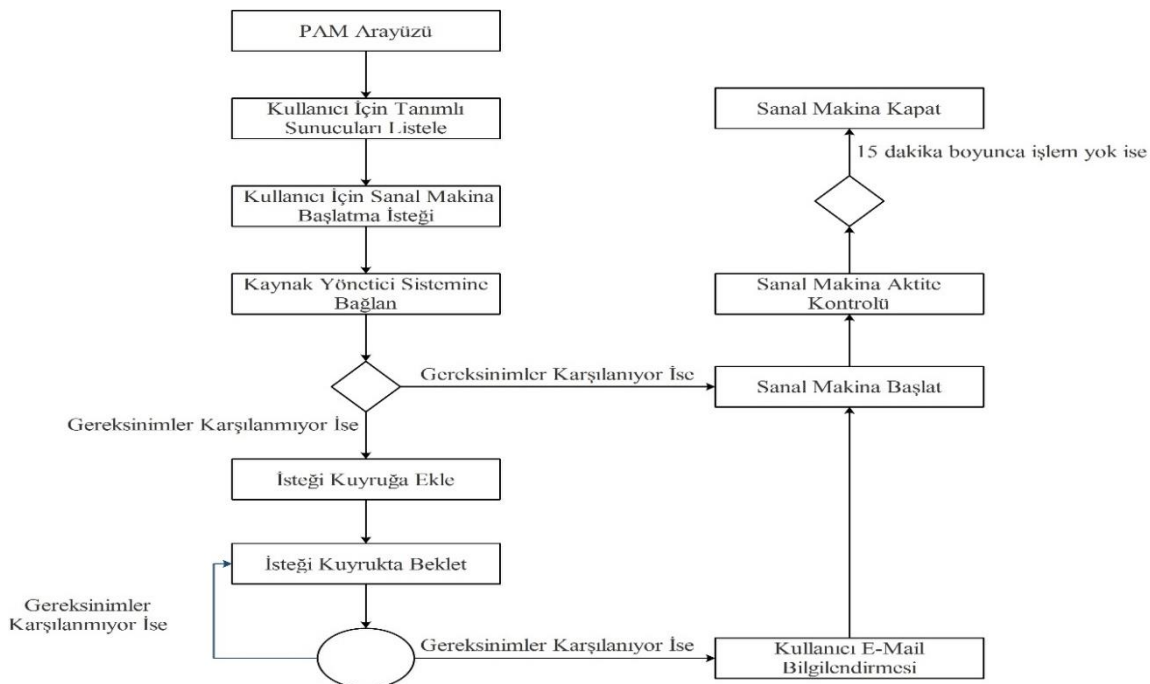 PAM Arayüzü
Kullanıcı İçin Tanımlı
Sunucuları Listele
Kullanıcı İçin Sanal Makina
Başlatma İsteği
Kaynak Yönetici Sistemine
Bağlan
Gereksinimler Karşılanıyor İse
Gereksinimler Karşılanmıyor İse
İsteği Kuyruğa Ekle
İsteği Kuyrukta Beklet
Gereksinimler
Karşılanmıyor İse
Gereksinimler Karşılanıyor İse
Kullanıcı E-Mail
Bilgilendirmesi
Sanal Makina Başlat
Sanal Makina Aktite
Kontrolü
15 dakika boyunca işlem yok ise
Sanal Makina Kapat